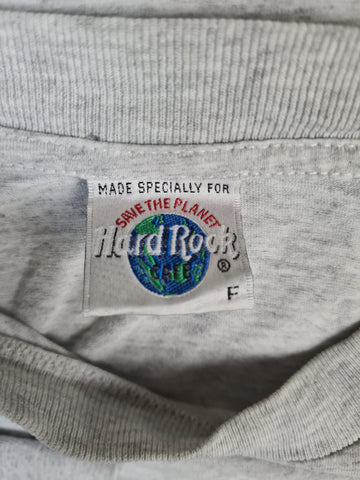 MADE SPECIALLY FOR
SAVE THE PLANET
Hard Rock
CAFE ®
F